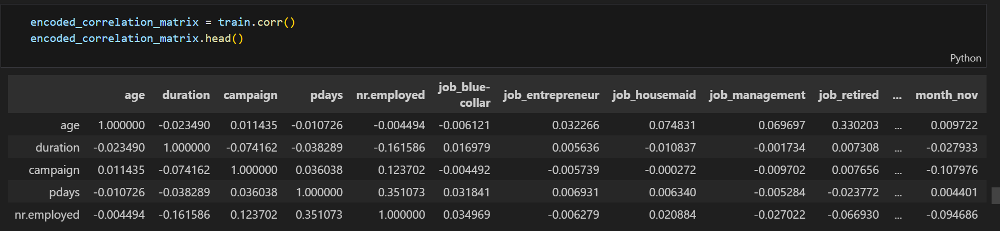 encoded_correlation_matrix = train.corr()
encoded_correlation_matrix.head()
Python
age duration campaign pdays nr.employed job_blue-collar job_entrepreneur job_housemaid job_management job_retired ... month_nov
age 1.000000 -0.023490 0.011435 -0.010726 -0.004494 -0.006121 0.032266 0.074831 0.069697 0.330203 ... 0.009722
duration -0.023490 1.000000 -0.074162 -0.038289 -0.161586 0.016979 0.005636 -0.010837 -0.001734 0.007308 ... -0.027933
campaign 0.011435 -0.074162 1.000000 0.036038 0.123702 -0.004492 -0.005739 -0.000272 -0.009702 0.007656 ... -0.107976
pdays -0.010726 -0.038289 0.036038 1.000000 0.351073 0.031841 0.006931 0.006340 -0.005284 -0.023772 ... 0.004401
nr.employed -0.004494 -0.161586 0.123702 0.351073 1.000000 0.034969 -0.006279 0.020884 -0.027022 -0.066930 ... -0.094686